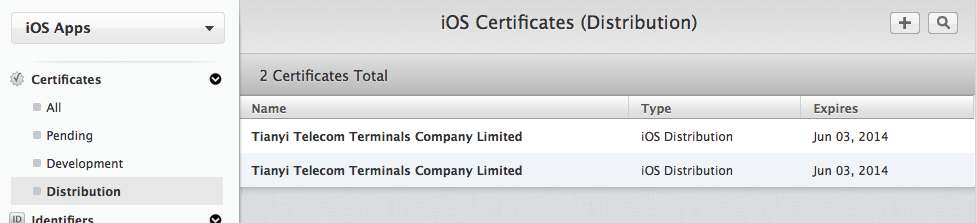 iOS Apps
Certificates
All
Pending
Development
Distribution
ID Identifiers
iOS Certificates (Distribution)
2 Certificates Total
Name Type Expires
Tianyi Telecom Terminals Company Limited iOS Distribution Jun 03, 2014
Tianyi Telecom Terminals Company Limited iOS Distribution Jun 03, 2014